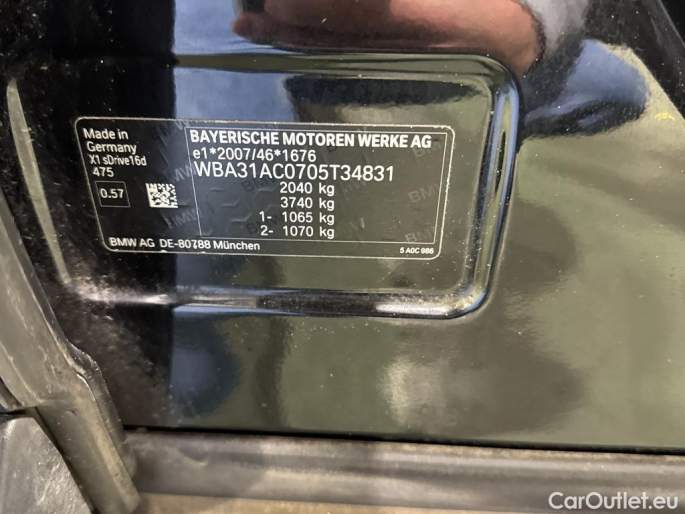 Made in
Germany
X1 sDrive16d
475
0.57
BAYERISCHE MOTOREN WERKE AG
e1*2007/46*1676
WBA31AC0705T34831
2040 kg
3740 kg
1- 1065 kg
2- 1070 kg
BMW AG DE-80788 München
5 A0C 986
CarOutlet.eu